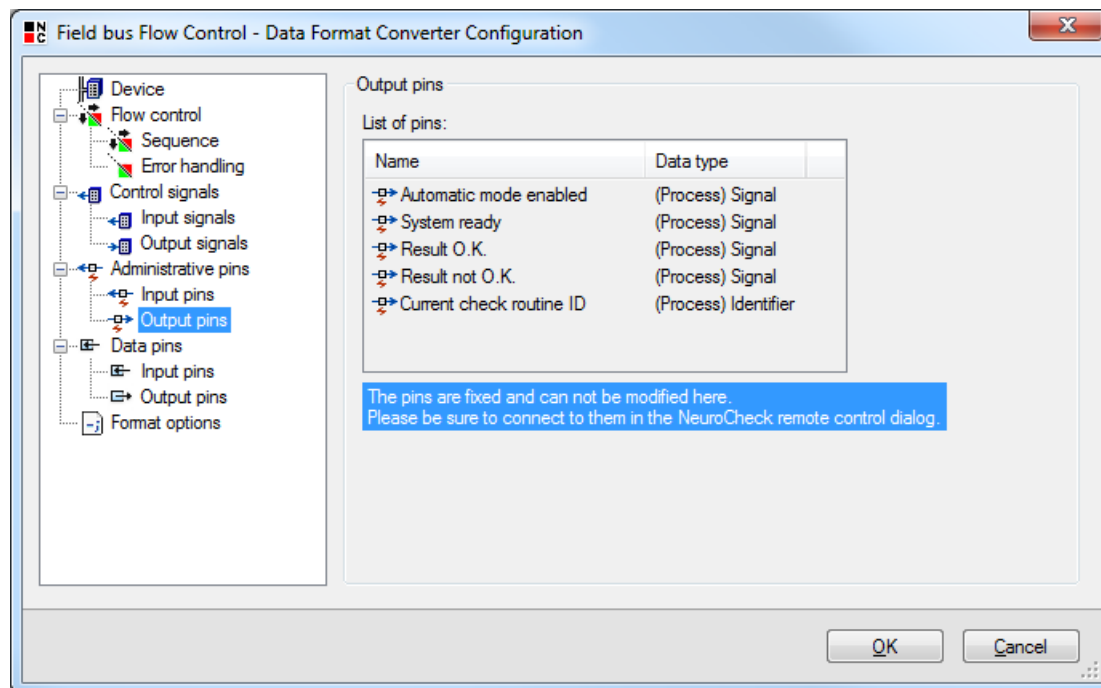 Field bus Flow Control - Data Format Converter Configuration
Device
Flow control
Sequence
Error handling
Control signals
Input signals
Output signals
Administrative pins
Input pins
Output pins
Data pins
Input pins
Output pins
Format options
Output pins
List of pins:
Name Data type
Automatic mode enabled (Process) Signal
System ready (Process) Signal
Result O.K. (Process) Signal
Result not O.K. (Process) Signal
Current check routine ID (Process) Identifier
The pins are fixed and can not be modified here.
Please be sure to connect to them in the NeuroCheck remote control dialog.
OK Cancel